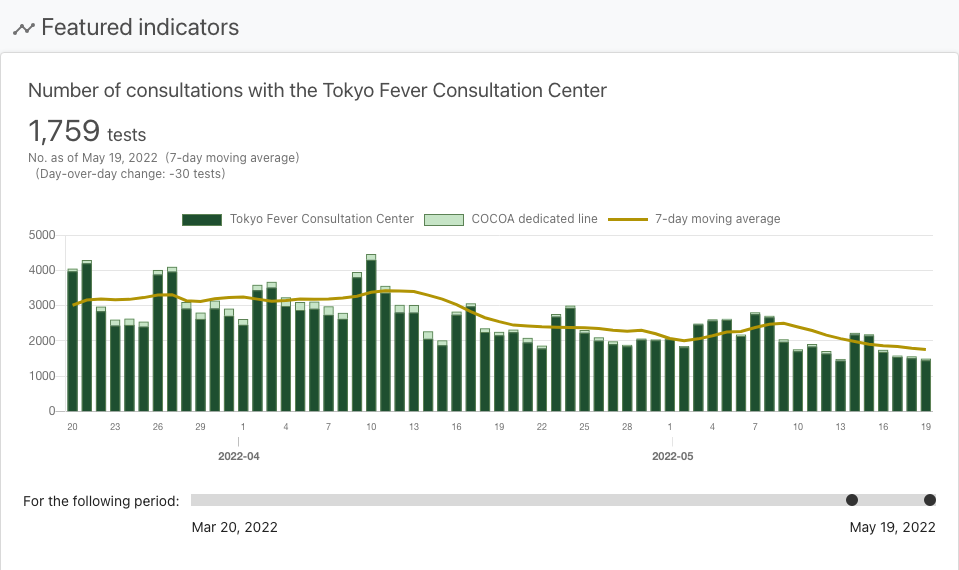 Featured indicators
Number of consultations with the Tokyo Fever Consultation Center
1,759 tests
No. as of May 19, 2022 (7-day moving average)
(Day-over-day change: -30 tests)
Tokyo Fever Consultation Center COCOA dedicated line 7-day moving average
5000
4000
3000
2000
1000
0
20 23 26 29 1 4 7 10 13 16 19 22 25 28 1 4 7 10 13 16 19
2022-04 2022-05
For the following period:
Mar 20, 2022 May 19, 2022